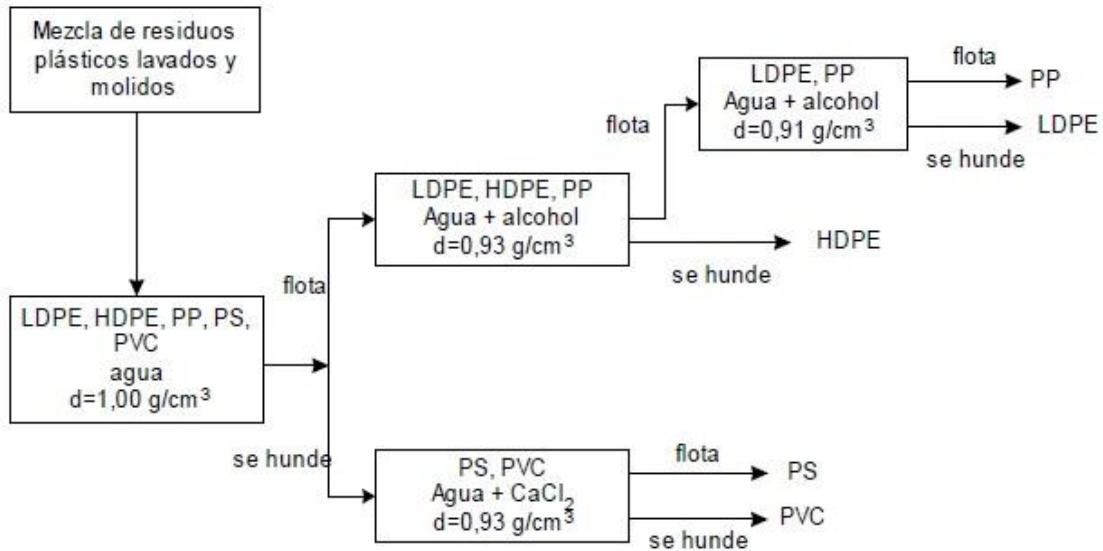 Mezcla de residuos
plásticos lavados y
molidos
LDPE, HDPE, PP, PS,
PVC
agua
d=1,00 g/cm³
flota
se hunde
LDPE, HDPE, PP
Agua + alcohol
d=0,93 g/cm³
flota
se hunde
HDPE
LDPE, PP
Agua + alcohol
d=0,91 g/cm³
flota
PP
LDPE
se hunde
PS, PVC
Agua + CaCl₂
d=0,93 g/cm³
flota
PS
PVC
se hunde